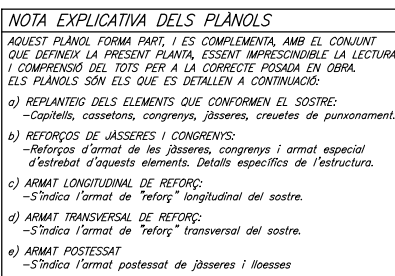 NOTA EXPLICATIVA DELS PLÀNOLS
AQUEST PLÀNOL FORMA PART, I ES COMPLEMENTA, AMB EL CONJUNT
QUE DEFINEIX LA PRESENT PLANTA, ESSENT IMPRESCINDIBLE LA LECTURA
I COMPRENSIÓ DEL TOTS PER A LA CORRECTE POSADA EN OBRA.
ELS PLÀNOLS SÓN ELS QUE ES DETALLEN A CONTINUACIÓ:
a) REPLANTEIG DELS ELEMENTS QUE CONFORMEN EL SOSTRE:
–Capitells, cassetons, congrenys, jàsseres, creuetes de punxonament.
b) REFORÇOS DE JÀSSERES I CONGRENYS:
–Reforços d'armat de les jàsseres, congrenys i armat especial
d'estrebat d'aquests elements. Detalls específics de l'estructura.
c) ARMAT LONGITUDINAL DE REFORÇ:
–S'indica l'armat de "reforç" longitudinal del sostre.
d) ARMAT TRANSVERSAL DE REFORÇ:
–S'indica l'armat de "reforç" transversal del sostre.
e) ARMAT POSTESSAT
–S'indica l'armat postessat de jàsseres i lloesses